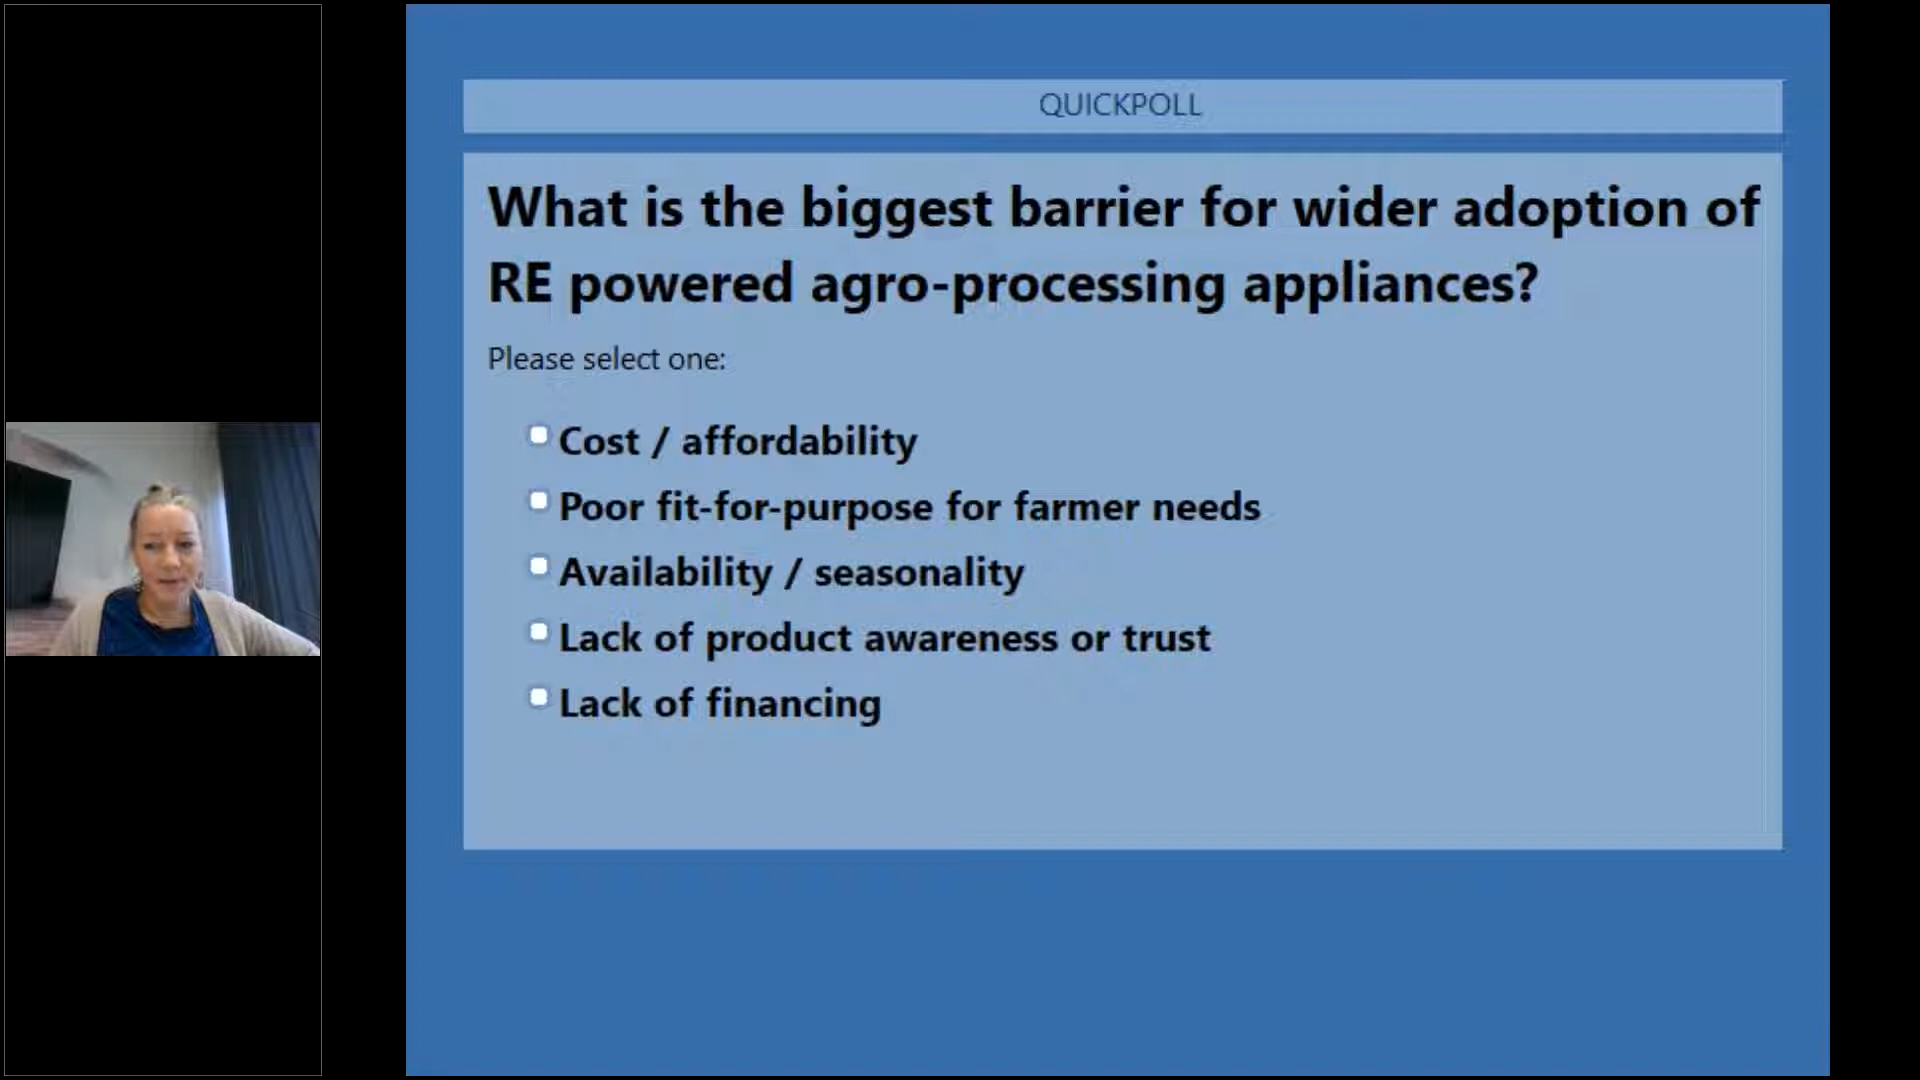 QUICKPOLL
What is the biggest barrier for wider adoption of
RE powered agro-processing appliances?
Please select one:
Cost / affordability
Poor fit-for-purpose for farmer needs
Availability / seasonality
Lack of product awareness or trust
Lack of financing